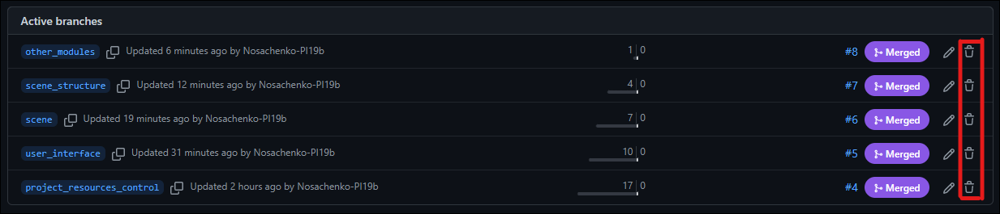 Active branches
other_modules Updated 6 minutes ago by Nosachenko-PI19b 1 0 #8 Merged
scene_structure Updated 12 minutes ago by Nosachenko-PI19b 4 0 #7 Merged
scene Updated 19 minutes ago by Nosachenko-PI19b 7 0 #6 Merged
user_interface Updated 31 minutes ago by Nosachenko-PI19b 10 0 #5 Merged
project_resources_control Updated 2 hours ago by Nosachenko-PI19b 17 0 #4 Merged